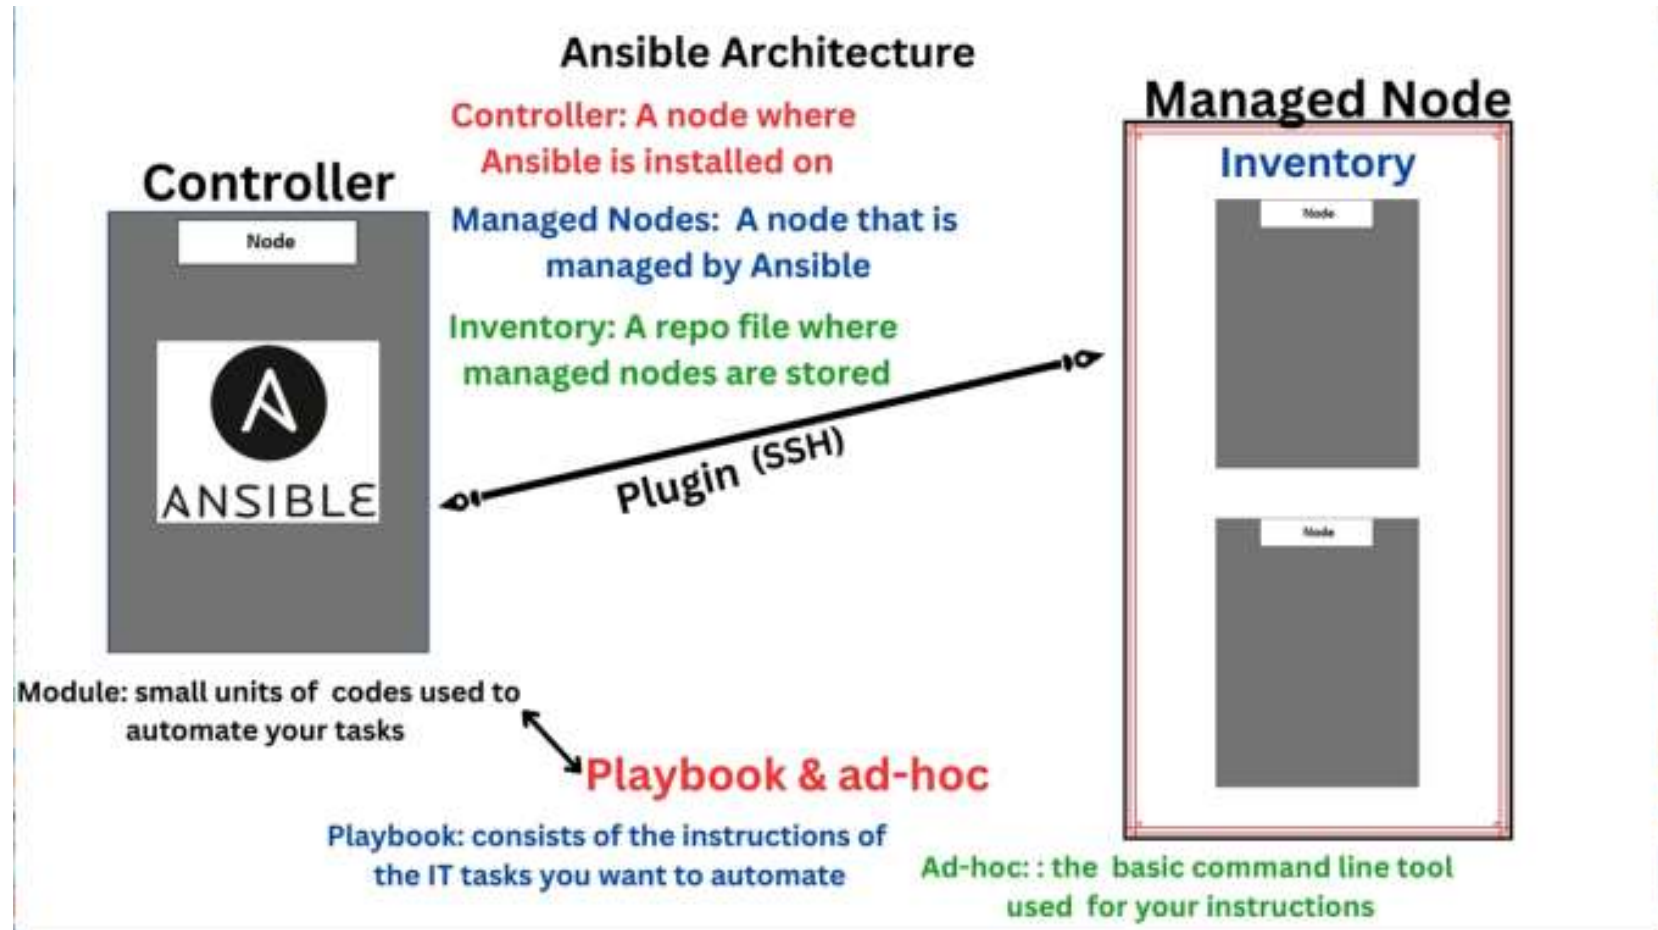 Ansible Architecture
Controller: A node where
Ansible is installed on
Managed Nodes:  A node that is
managed by Ansible
Inventory: A repo file where
managed nodes are stored
Controller
Node
ANSIBLE
Plugin (SSH)
Managed Node
Inventory
Node
Node
Module: small units of  codes used to
automate your tasks
Playbook & ad-hoc
Playbook: consists of the instructions of
the IT tasks you want to automate
Ad-hoc: : the  basic command line tool
used  for your instructions